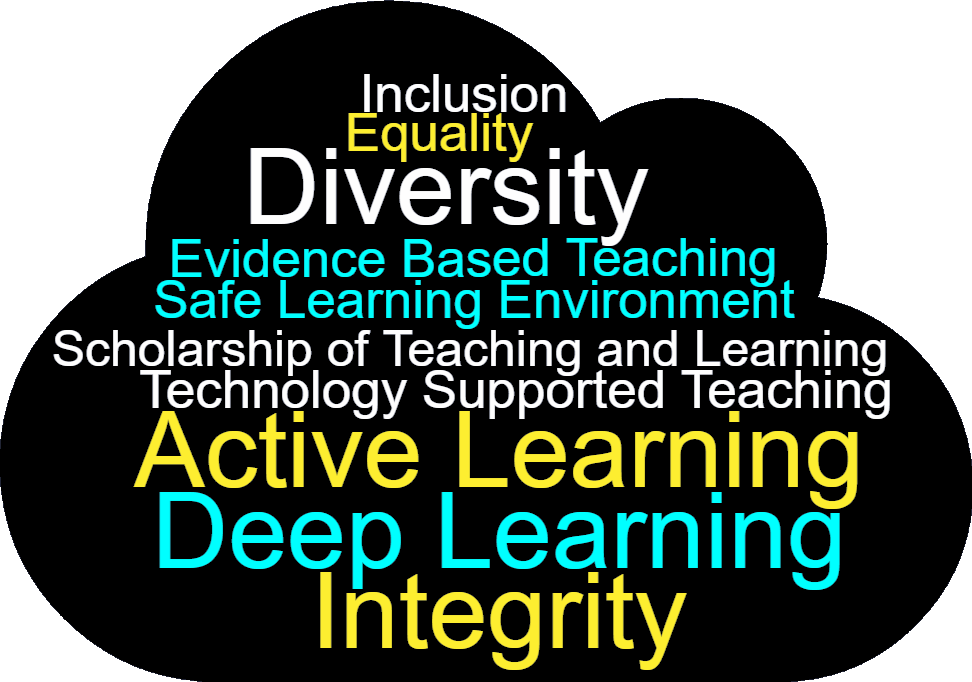 Inclusion
Equality
Diversity
Evidence Based Teaching
Safe Learning Environment
Scholarship of Teaching and Learning
Technology Supported Teaching
Active Learning
Deep Learning
Integrity